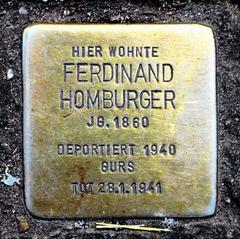 HIER WOHNTE
FERDINAND
HOMBURGER
JG. 1860
DEPORTIERT 1940
GURS
TOT 28.1.1941